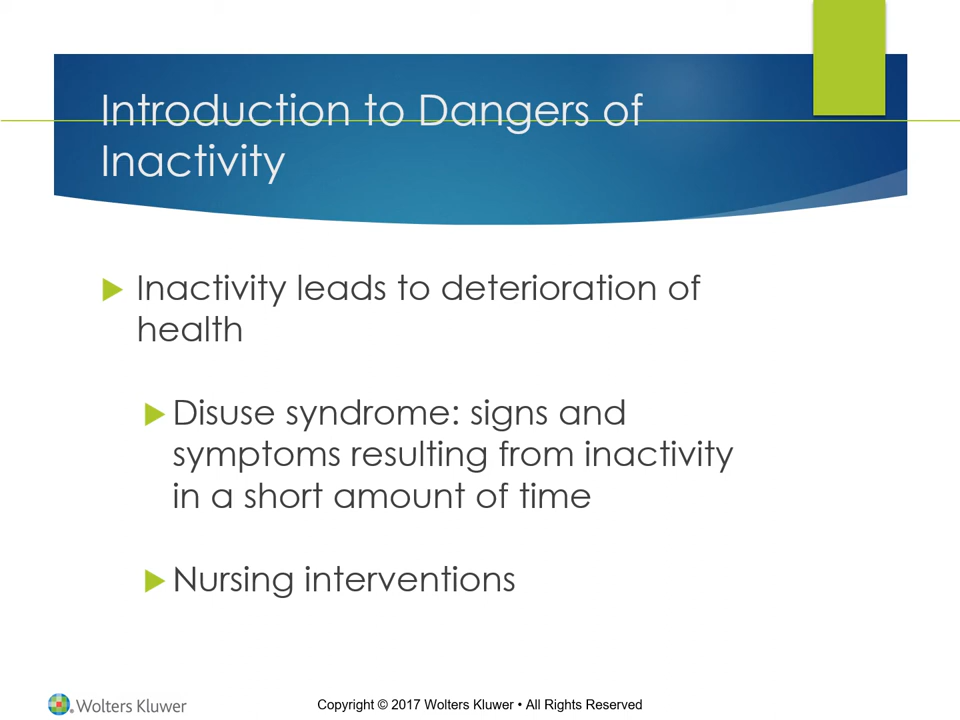 Introduction to Dangers of
Inactivity
Inactivity leads to deterioration of
health
Disuse syndrome: signs and
symptoms resulting from inactivity
in a short amount of time
Nursing interventions
Wolters Kluwer
Copyright © 2017 Wolters Kluwer • All Rights Reserved